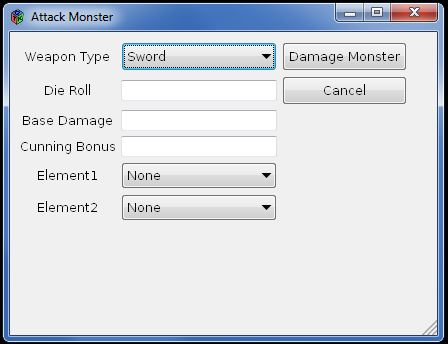 Attack Monster
Weapon Type Sword Damage Monster
Die Roll Cancel
Base Damage
Cunning Bonus
Element1 None
Element2 None